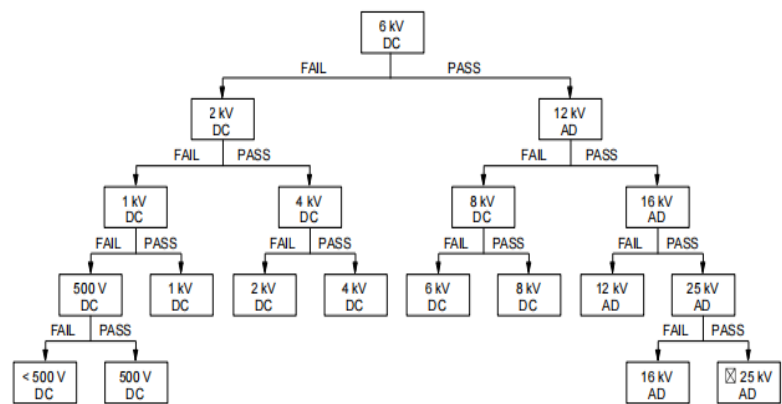 6 kV
DC
FAIL PASS
2 kV
DC
12 kV
AD
FAIL PASS
FAIL PASS
1 kV
DC
4 kV
DC
8 kV
DC
16 kV
AD
FAIL PASS
FAIL PASS
FAIL PASS
FAIL PASS
500 V
DC
1 kV
DC
2 kV
DC
4 kV
DC
6 kV
DC
8 kV
DC
12 kV
AD
25 kV
AD
FAIL PASS
FAIL PASS
< 500 V
DC
500 V
DC
16 kV
AD
25 kV
AD